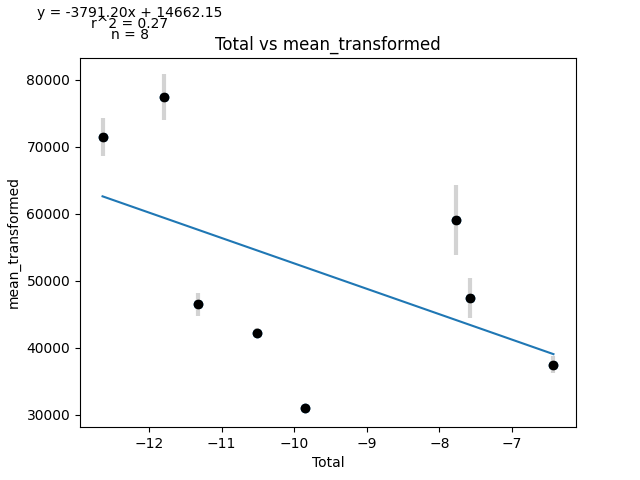 y = -3791.20x + 14662.15
r^2 = 0.27
n = 8
Total vs mean_transformed
80000
70000
60000
50000
40000
30000
mean_transformed
−12
−11
−10
−9
−8
−7
Total